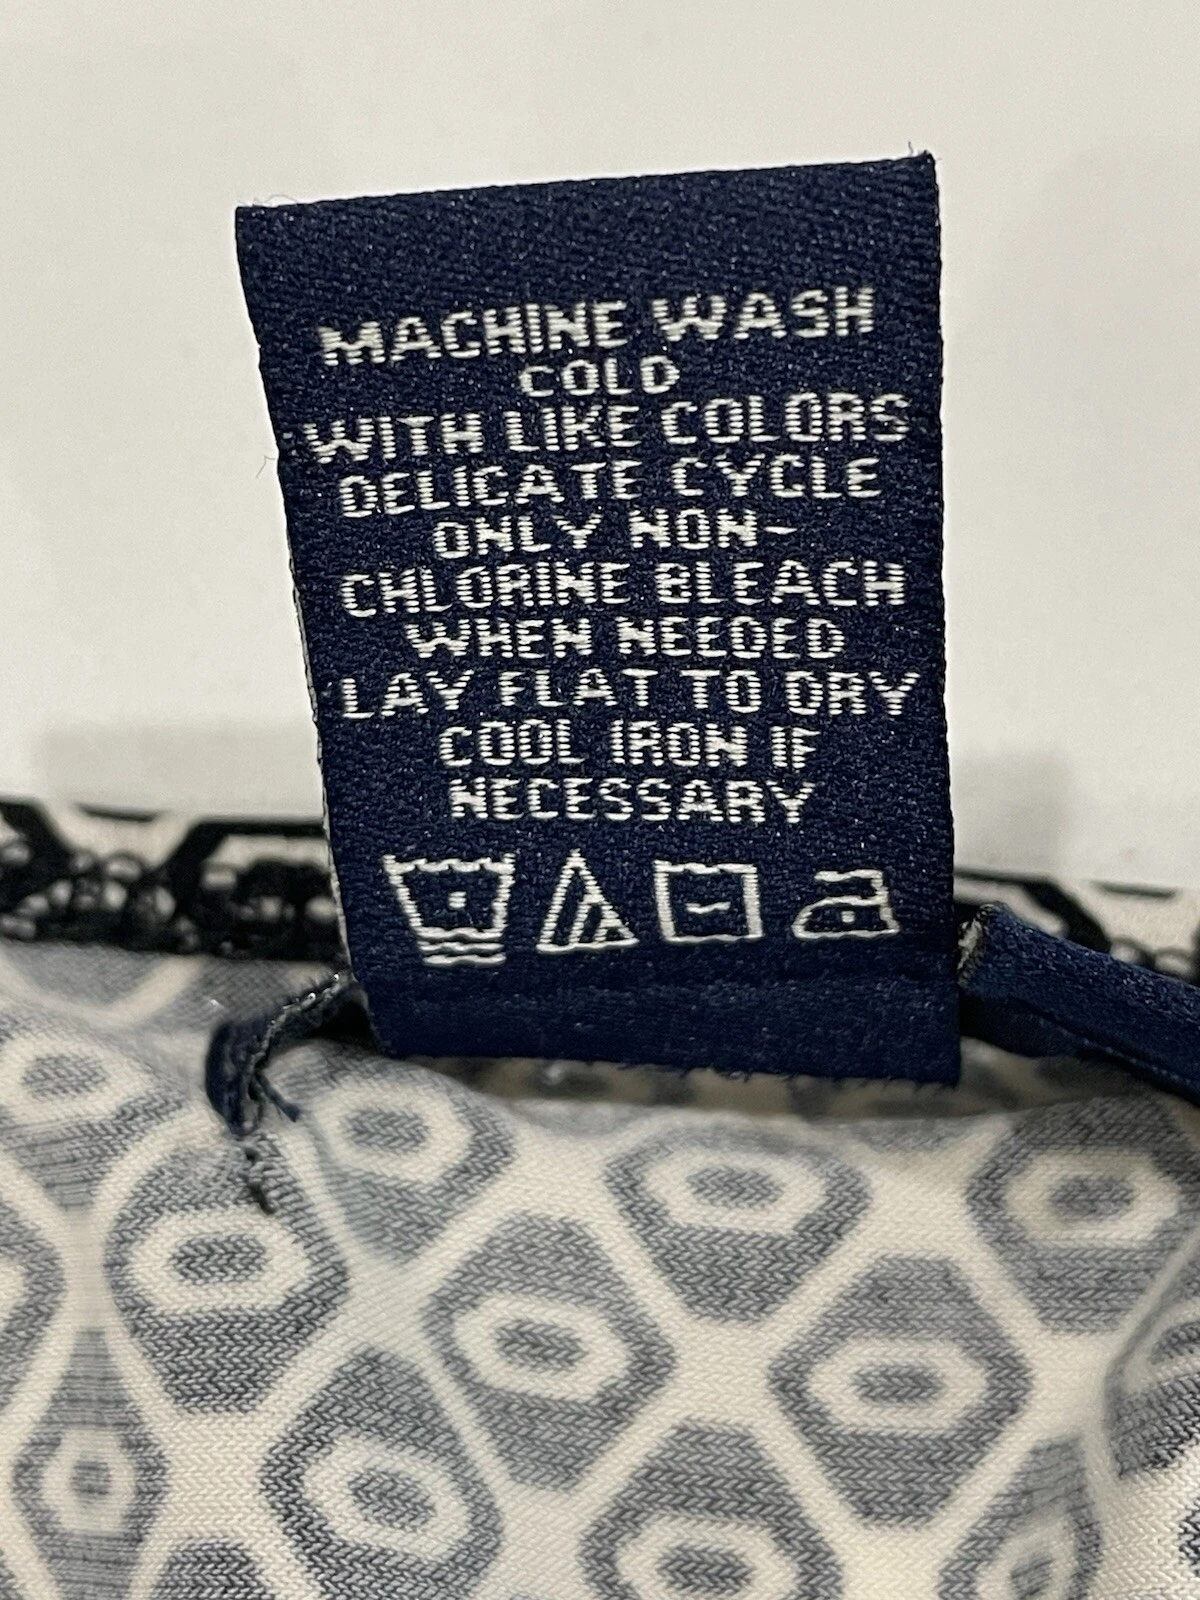 MACHINE WASH
COLD
WITH LIKE COLORS
DELICATE CYCLE
ONLY NON-
CHLORINE BLEACH
WHEN NEEDED
LAY FLAT TO DRY
COOL IRON IF
NECESSARY